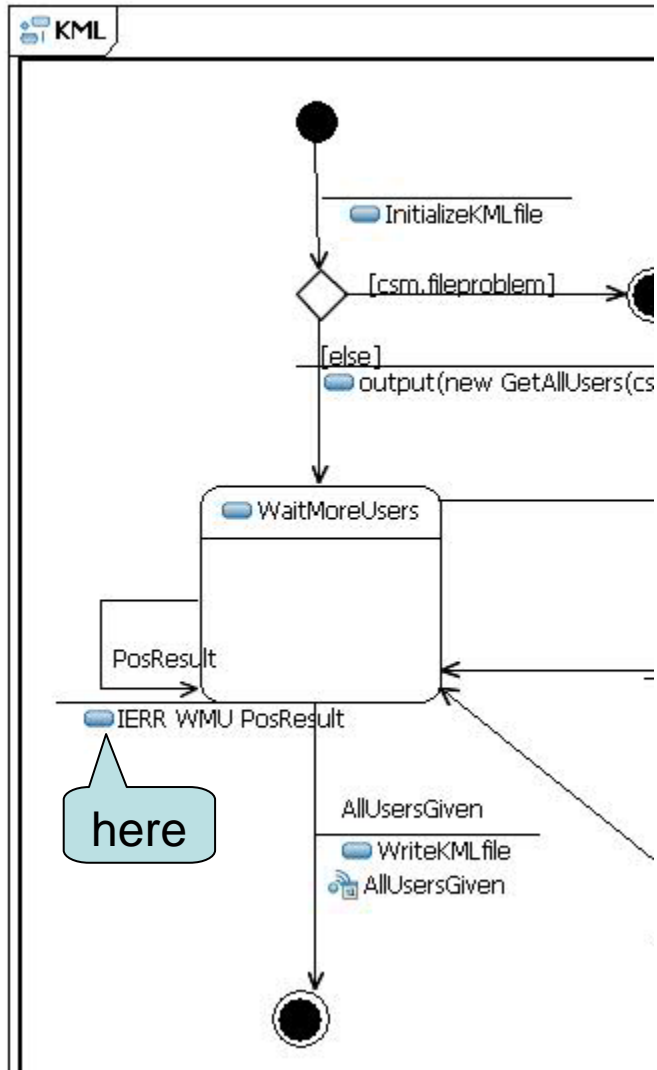 KML
InitializeKMLfile
[csm.fileproblem]
[else]
output(new GetAllUsers(cs
WaitMoreUsers
PosResult
IERR WMU PosResult
here
AllUsersGiven
WriteKMLfile
AllUsersGiven